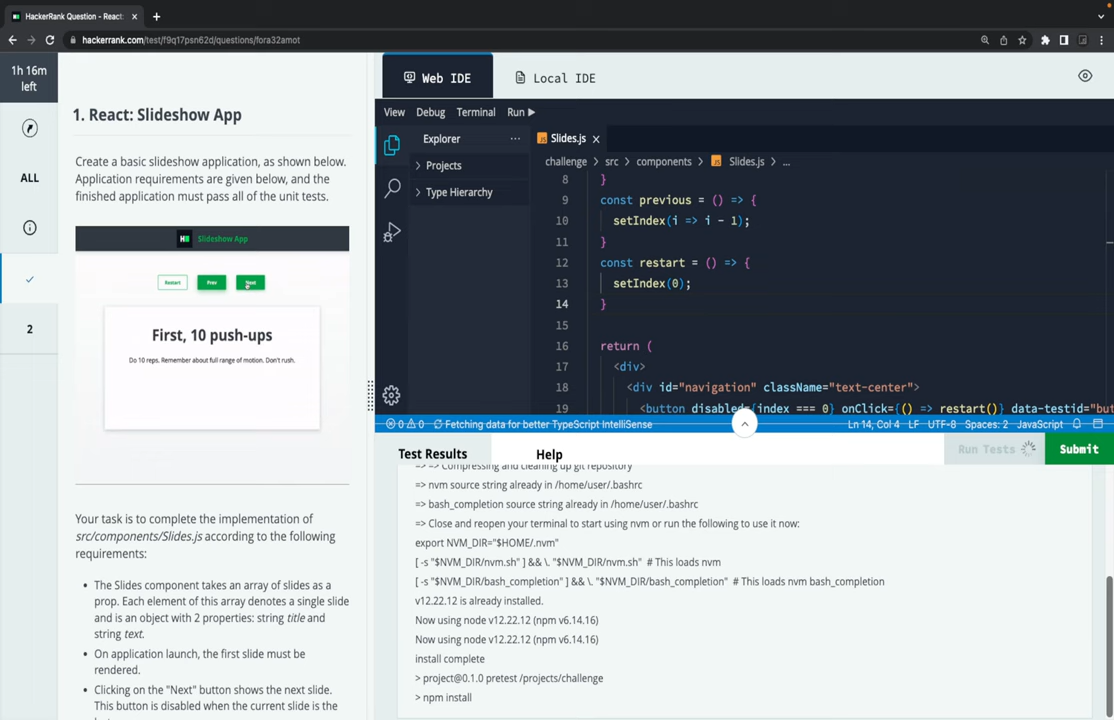 HackerRank Question - React
hackerrank.com/test/f9q17psn62d/questions/fora32amot
1h 16m
left
ALL
2
1. React: Slideshow App
Create a basic slideshow application, as shown below.
Application requirements are given below, and the
finished application must pass all of the unit tests.
H
Slideshow App
Restart
Prev
Next
First, 10 push-ups
Do 10 reps. Remember about full range of motion. Don't rush.
Your task is to complete the implementation of
src/components/Slides.js according to the following
requirements:
• The Slides component takes an array of slides as a
prop. Each element of this array denotes a single slide
and is an object with 2 properties: string title and
string text.
• On application launch, the first slide must be
rendered.
• Clicking on the "Next" button shows the next slide.
This button is disabled when the current slide is the
Web IDE
Local IDE
View Debug Terminal Run
Explorer
Projects
Type Hierarchy
Slides.js
challenge > src > components > Slides.js > ...
8 }
9 const previous = () => {
10 setIndex(i => i - 1);
11 }
12 const restart = () => {
13 setIndex(0);
14 }
15
16 return (
17 <div>
18 <div id="navigation" className="text-center">
19 <button disabled={index === 0} onClick={() => restart()} data-testid="but
0 0 Fetching data for better TypeScript IntelliSense
Ln 14, Col 4 LF UTF-8 Spaces: 2 JavaScript
Test Results
Help
Run Tests
Submit
=> => Compressing and cleaning up git repository
=> nvm source string already in /home/user/.bashrc
=> bash_completion source string already in /home/user/.bashrc
=> Close and reopen your terminal to start using nvm or run the following to use it now:
export NVM_DIR="$HOME/.nvm"
[ -s "$NVM_DIR/nvm.sh" ] && \. "$NVM_DIR/nvm.sh" # This loads nvm
[ -s "$NVM_DIR/bash_completion" ] && \. "$NVM_DIR/bash_completion" # This loads nvm bash_completion
v12.22.12 is already installed.
Now using node v12.22.12 (npm v6.14.16)
Now using node v12.22.12 (npm v6.14.16)
install complete
> project@0.1.0 pretest /projects/challenge
> npm install